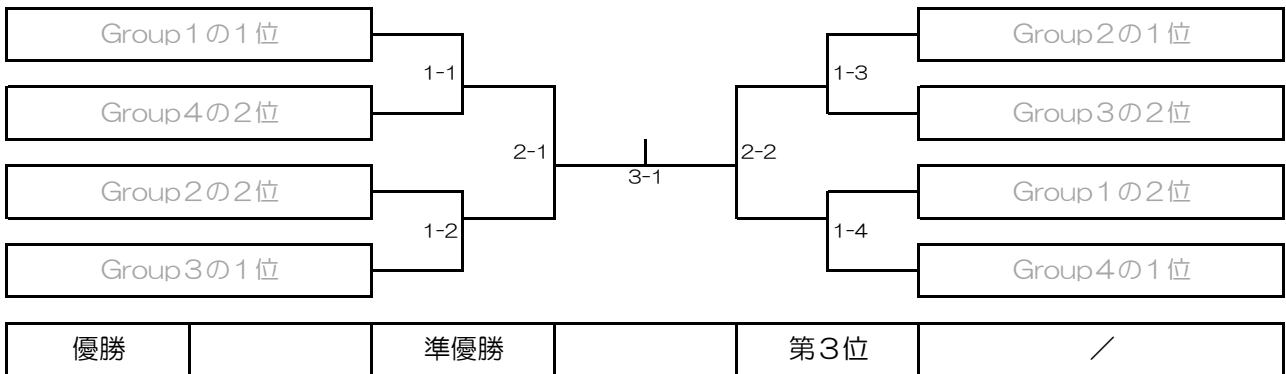 Group1の1位
Group2の1位
1-1
1-3
Group4の2位
Group3の2位
2-1
2-2
3-1
Group2の2位
Group1の2位
1-2
1-4
Group3の1位
Group4の1位
優勝 準優勝 第3位 ／